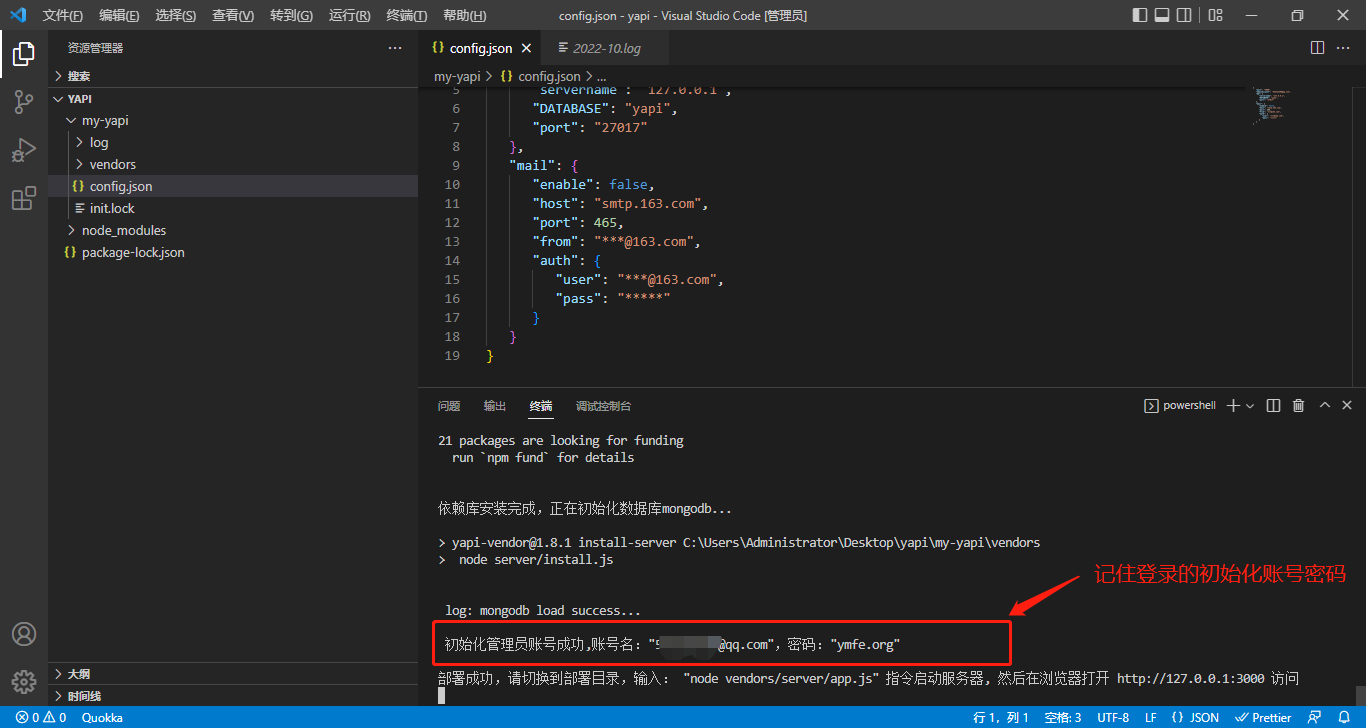 文件(F) 编辑(E) 选择(S) 查看(V) 转到(G) 运行(R) 终端(T) 帮助(H) config.json - yapi - Visual Studio Code [管理员]
资源管理器 ···
搜索
YAPI
my-yapi
log
vendors
{} config.json
init.lock
node_modules
{} package-lock.json
大纲
时间线
{} config.json × 2022-10.log ···
my-yapi > {} config.json > ...
5 "servername": "127.0.0.1",
6 "DATABASE": "yapi",
7 "port": "27017"
8 },
9 "mail": {
10 "enable": false,
11 "host": "smtp.163.com",
12 "port": 465,
13 "from": "***@163.com",
14 "auth": {
15 "user": "***@163.com",
16 "pass": "*****"
17 }
18 }
19 }
问题 输出 终端 调试控制台 powershell
21 packages are looking for funding
run `npm fund` for details
依赖库安装完成，正在初始化数据库mongodb...
> yapi-vendor@1.8.1 install-server C:\Users\Administrator\Desktop\yapi\my-yapi\vendors
> node server/install.js
记住登录的初始化账号密码
log: mongodb load success...
初始化管理员账号成功,账号名："5 @qq.com"，密码："ymfe.org"
部署成功，请切换到部署目录，输入： "node vendors/server/app.js" 指令启动服务器, 然后在浏览器打开 http://127.0.0.1:3000 访问
0 0 Quokka 行 1，列 1 空格: 3 UTF-8 LF {} JSON Prettier